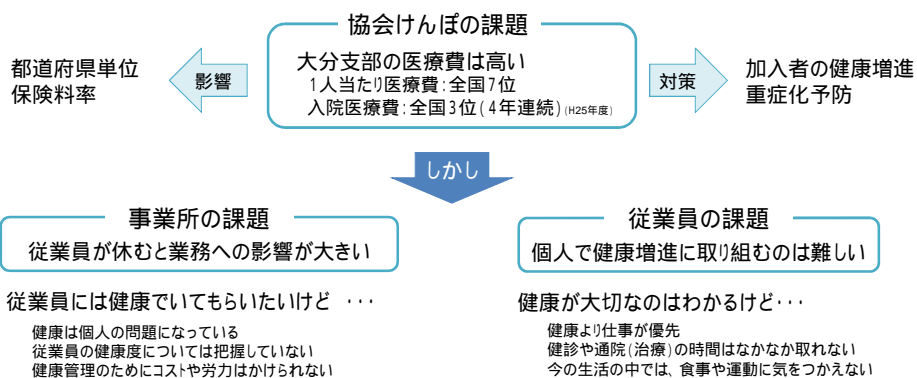 協会けんぽの課題
大分支部の医療費は高い
1人当たり医療費:全国7位
入院医療費:全国3位(4年連続)(H25年度)
都道府県単位
保険料率
影響
対策
加入者の健康増進
重症化予防
しかし
事業所の課題
従業員が休むと業務への影響が大きい
従業員には健康でいてもらいたいけど ・・・
健康は個人の問題になっている
従業員の健康度については把握していない
健康管理のためにコストや労力はかけられない
従業員の課題
個人で健康増進に取り組むのは難しい
健康が大切なのはわかるけど・・・
健康より仕事が優先
健診や通院(治療)の時間はなかなか取れない
今の生活の中では、食事や運動に気をつかえない